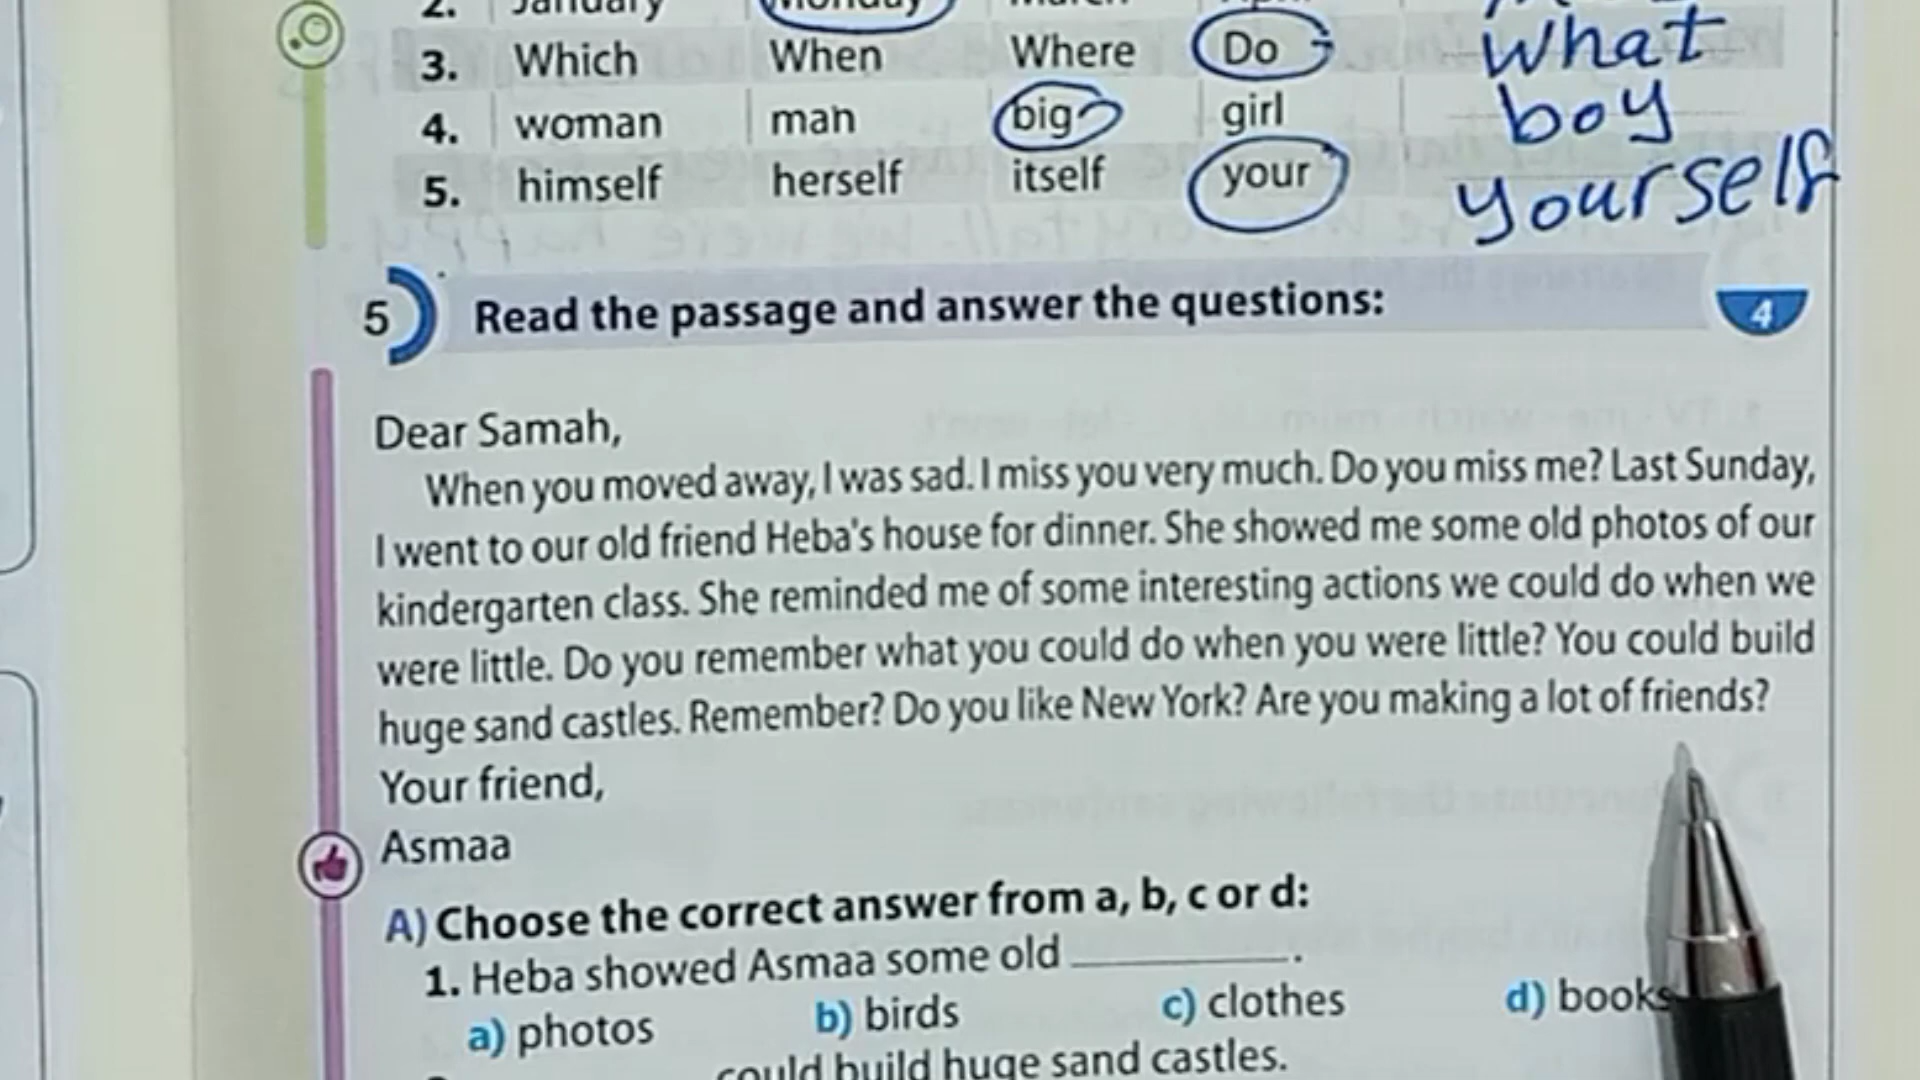 2. January Monday March
3. Which When Where Do what
4. woman man big girl boy
5. himself herself itself your yourself
5 Read the passage and answer the questions: 4
Dear Samah,
When you moved away, I was sad. I miss you very much. Do you miss me? Last Sunday,
I went to our old friend Heba's house for dinner. She showed me some old photos of our
kindergarten class. She reminded me of some interesting actions we could do when we
were little. Do you remember what you could do when you were little? You could build
huge sand castles. Remember? Do you like New York? Are you making a lot of friends?
Your friend,
Asmaa
A) Choose the correct answer from a, b, c or d:
1. Heba showed Asmaa some old __________.
a) photos b) birds c) clothes d) books
could build huge sand castles.